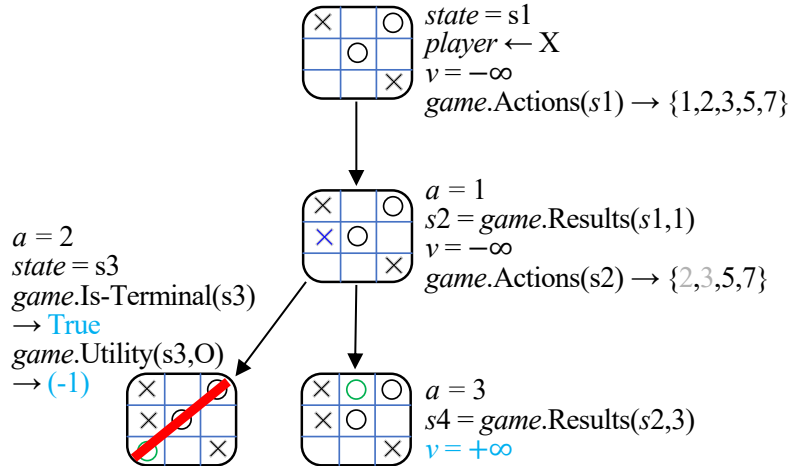 state = s1
player ← X
v = −∞
game.Actions(s1) → {1,2,3,5,7}
a = 1
s2 = game.Results(s1,1)
v = −∞
game.Actions(s2) → {2,3,5,7}
a = 2
state = s3
game.Is-Terminal(s3)
→ True
game.Utility(s3,O)
→ (-1)
a = 3
s4 = game.Results(s2,3)
v = +∞